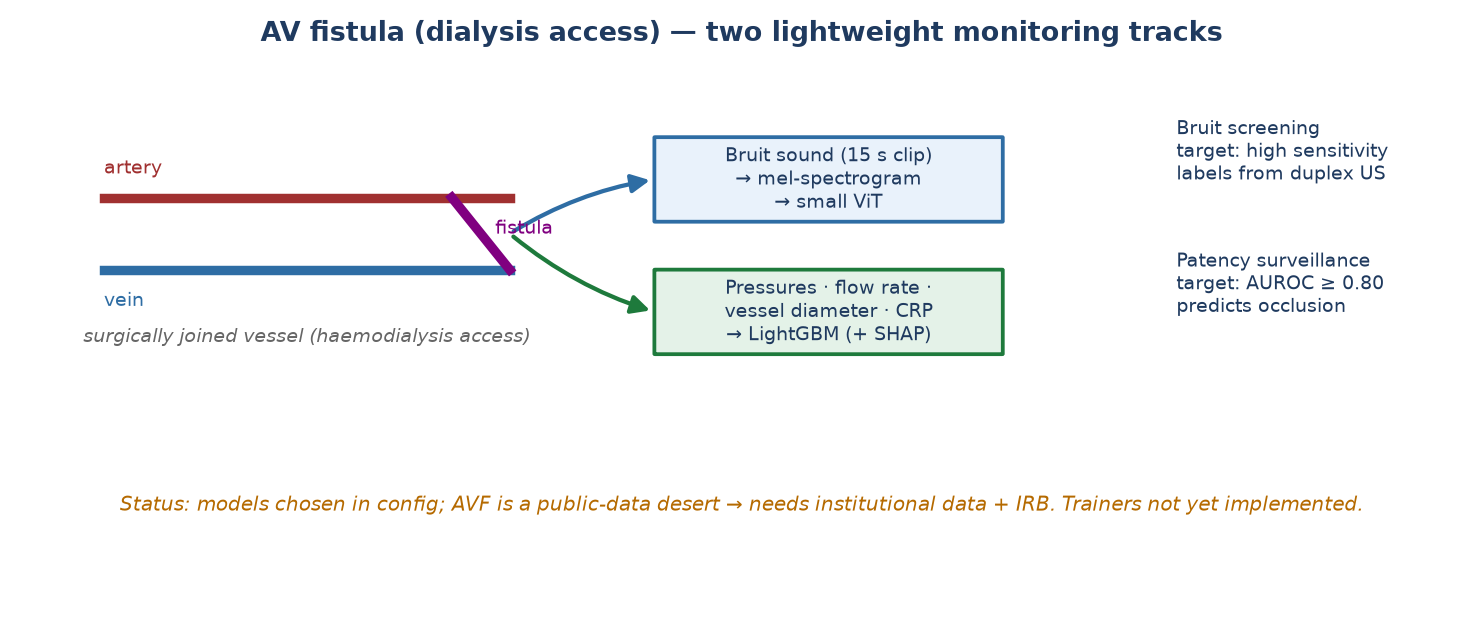 AV fistula (dialysis access) — two lightweight monitoring tracks
artery
fistula
vein
surgically joined vessel (haemodialysis access)
Bruit sound (15 s clip)
→ mel-spectrogram
→ small ViT
Bruit screening
target: high sensitivity
labels from duplex US
Pressures · flow rate ·
vessel diameter · CRP
→ LightGBM (+ SHAP)
Patency surveillance
target: AUROC ≥ 0.80
predicts occlusion
Status: models chosen in config; AVF is a public-data desert → needs institutional data + IRB. Trainers not yet implemented.